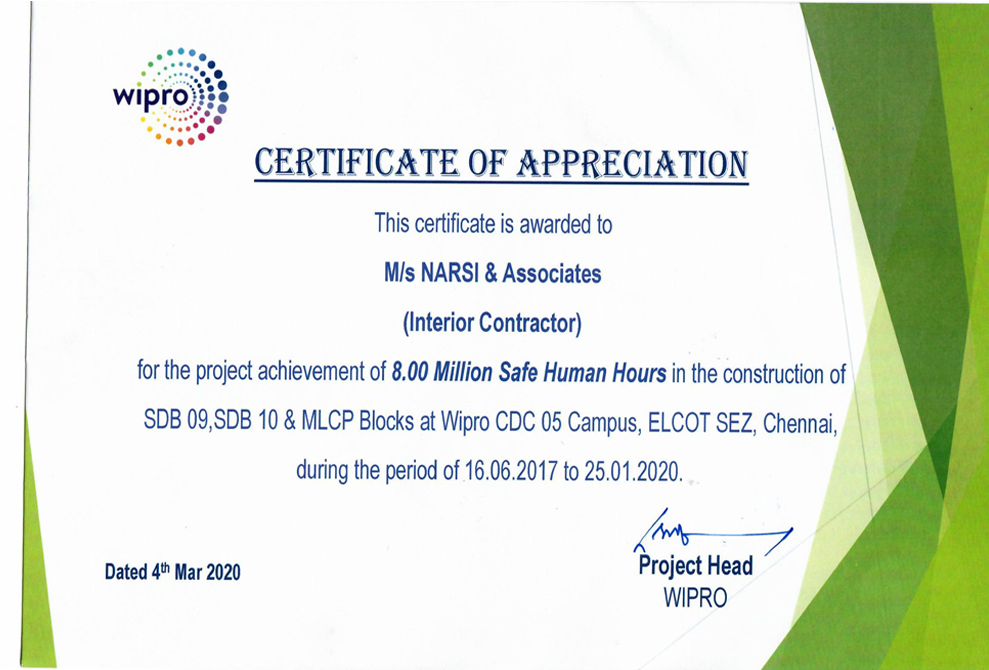 wipro
CERTIFICATE OF APPRECIATION
This certificate is awarded to
M/s NARSI & Associates
(Interior Contractor)
for the project achievement of 8.00 Million Safe Human Hours in the construction of
SDB 09,SDB 10 & MLCP Blocks at Wipro CDC 05 Campus, ELCOT SEZ, Chennai,
during the period of 16.06.2017 to 25.01.2020.
Dated 4th Mar 2020
Project Head
WIPRO